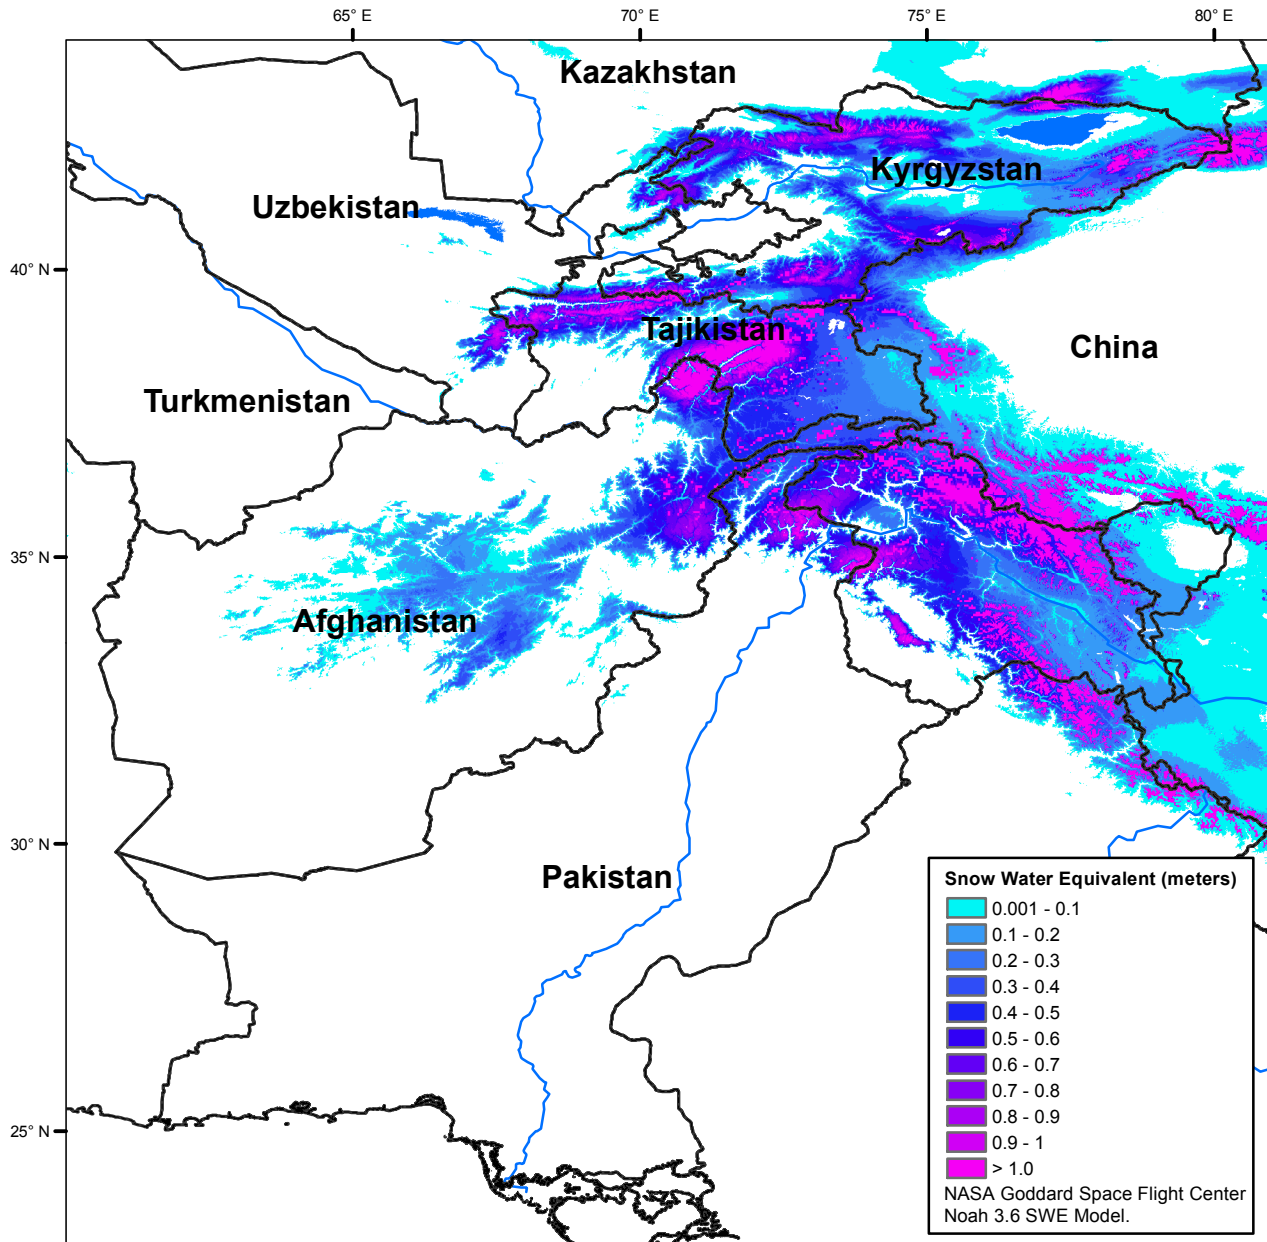 65° E 70° E 75° E 80° E
Kazakhstan
Kyrgyzstan
Uzbekistan
40° N
Tajikistan
China
Turkmenistan
35° N
Afghanistan
30° N
Pakistan
25° N
Snow Water Equivalent (meters)
0.001 - 0.1
0.1 - 0.2
0.2 - 0.3
0.3 - 0.4
0.4 - 0.5
0.5 - 0.6
0.6 - 0.7
0.7 - 0.8
0.8 - 0.9
0.9 - 1
> 1.0
NASA Goddard Space Flight Center
Noah 3.6 SWE Model.